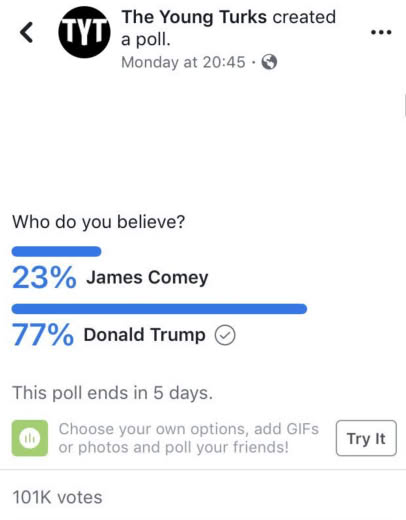 TYT
The Young Turks created
a poll.
Monday at 20:45 ·
Who do you believe?
23% James Comey
77% Donald Trump
This poll ends in 5 days.
Choose your own options, add GIFs
or photos and poll your friends!
Try It
101K votes